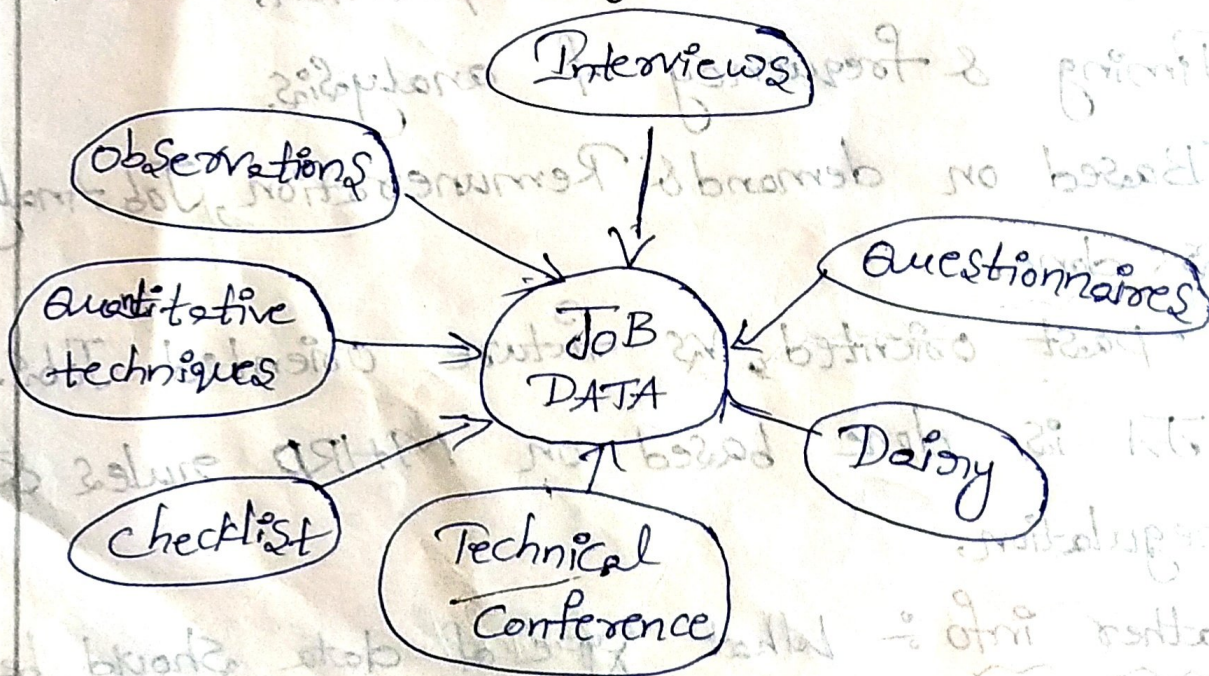 Interviews
Observations
Questionnaires
Quantitative
techniques
JOB
DATA
Dairy
Checklist
Technical
Conference